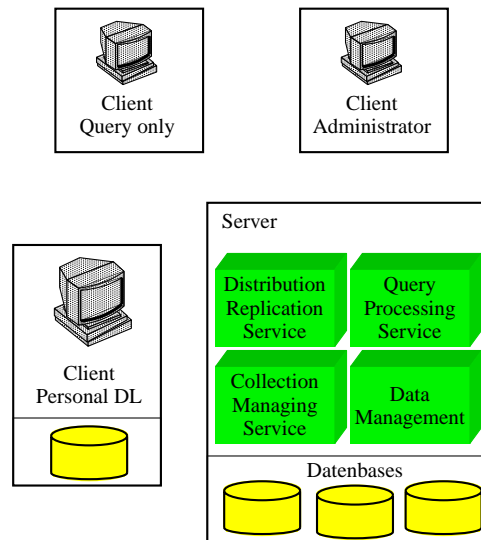 Client
Query only
Client
Administrator
Server
Distribution
Replication
Service
Query
Processing
Service
Client
Personal DL
Collection
Managing
Service
Data
Management
Datenbases